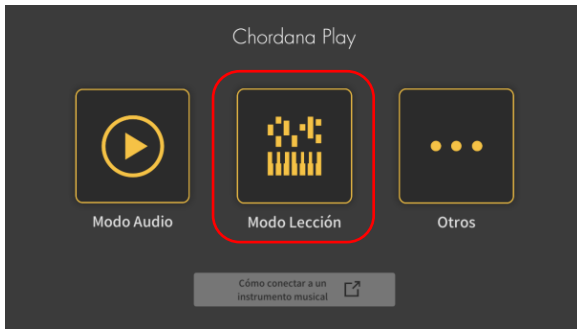 Chordana Play
Modo Audio
Modo Lección
Otros
Cómo conectar a un
instrumento musical